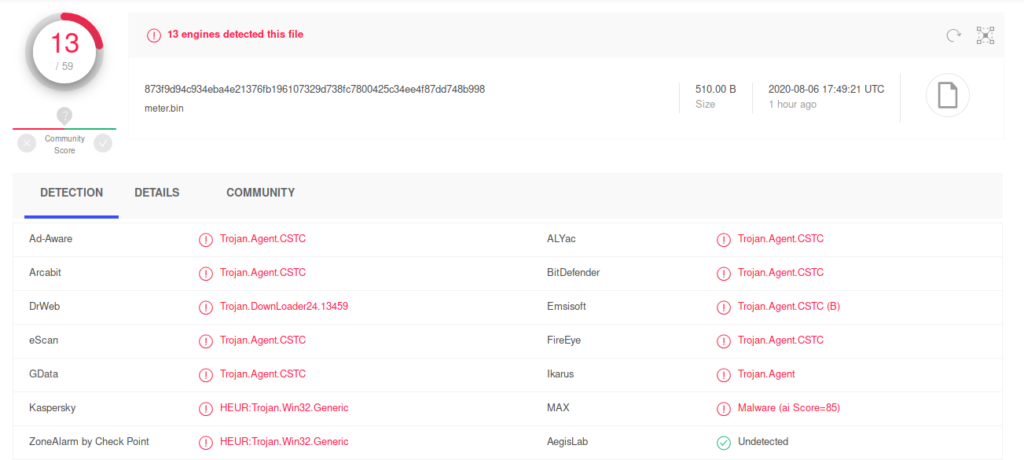 13
/ 59
?
Community
Score
13 engines detected this file
873f9d94c934eba4e21376fb196107329d738fc7800425c34ee4f87dd748b998
meter.bin
510.00 B
Size
2020-08-06 17:49:21 UTC
1 hour ago
DETECTION DETAILS COMMUNITY
Ad-Aware Trojan.Agent.CSTC ALYac Trojan.Agent.CSTC
Arcabit Trojan.Agent.CSTC BitDefender Trojan.Agent.CSTC
DrWeb Trojan.DownLoader24.13459 Emsisoft Trojan.Agent.CSTC (B)
eScan Trojan.Agent.CSTC FireEye Trojan.Agent.CSTC
GData Trojan.Agent.CSTC Ikarus Trojan.Agent
Kaspersky HEUR:Trojan.Win32.Generic MAX Malware (ai Score=85)
ZoneAlarm by Check Point HEUR:Trojan.Win32.Generic AegisLab Undetected